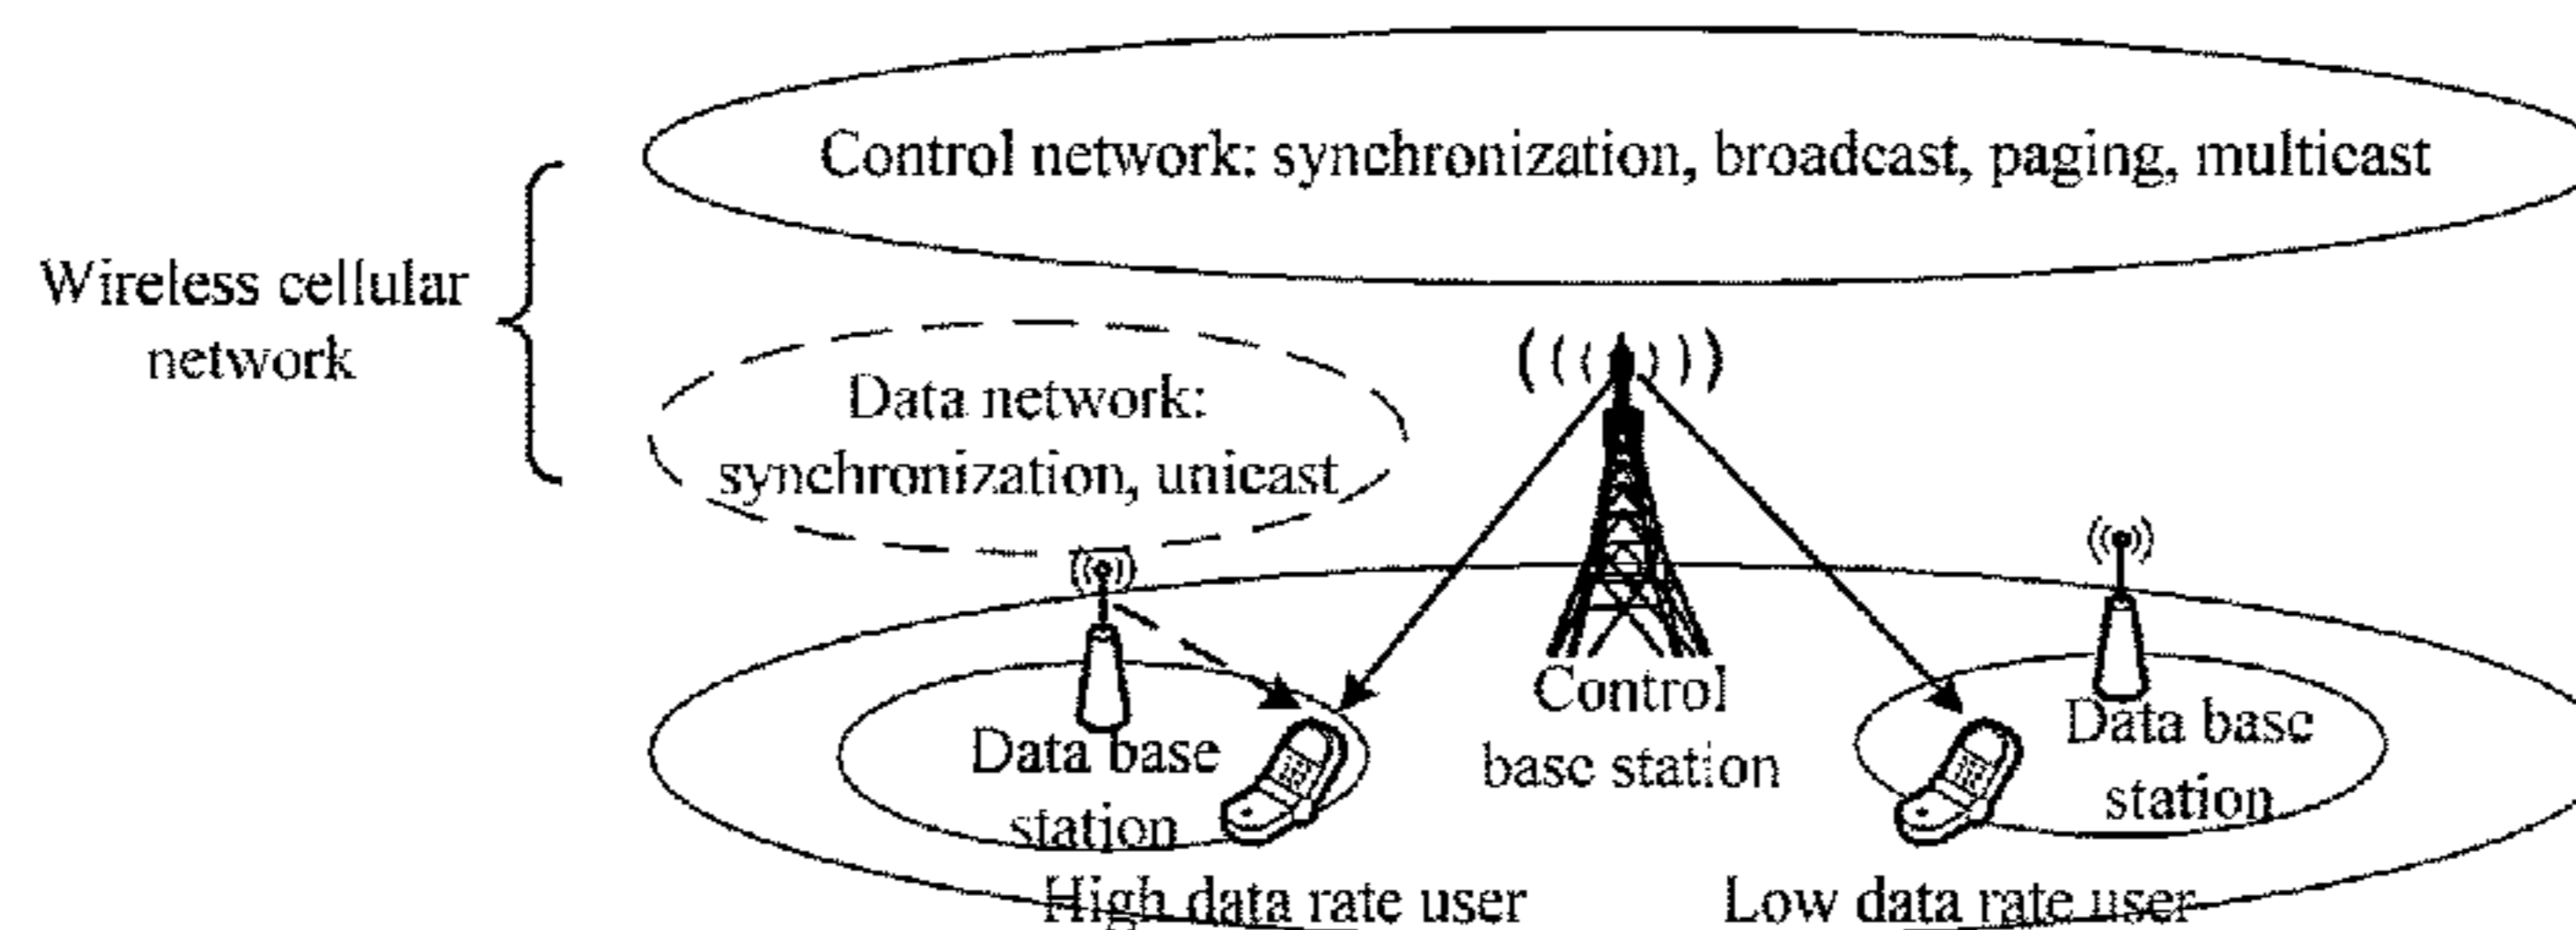 Control network: synchronization, broadcast, paging, multicast
Wireless cellular
network
Data network:
synchronization, unicast
Control
base station
Data base
station
Data base
station
High data rate user
Low data rate user